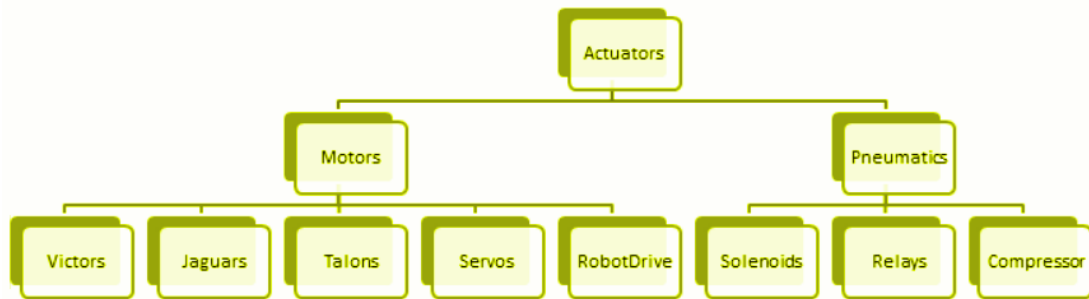 Actuators
Motors
Pneumatics
Victors
Jaguars
Talons
Servos
RobotDrive
Solenoids
Relays
Compressor